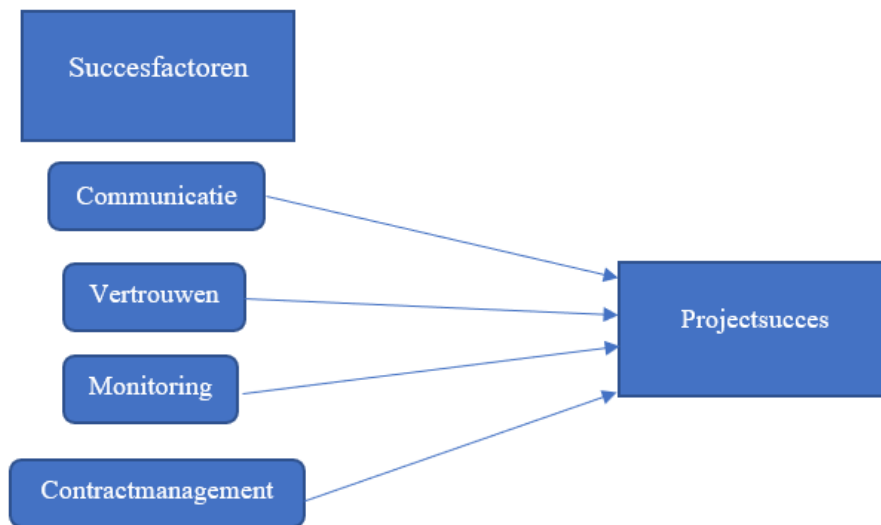 Succesfactoren
Communicatie
Vertrouwen
Projectsucces
Monitoring
Contractmanagement